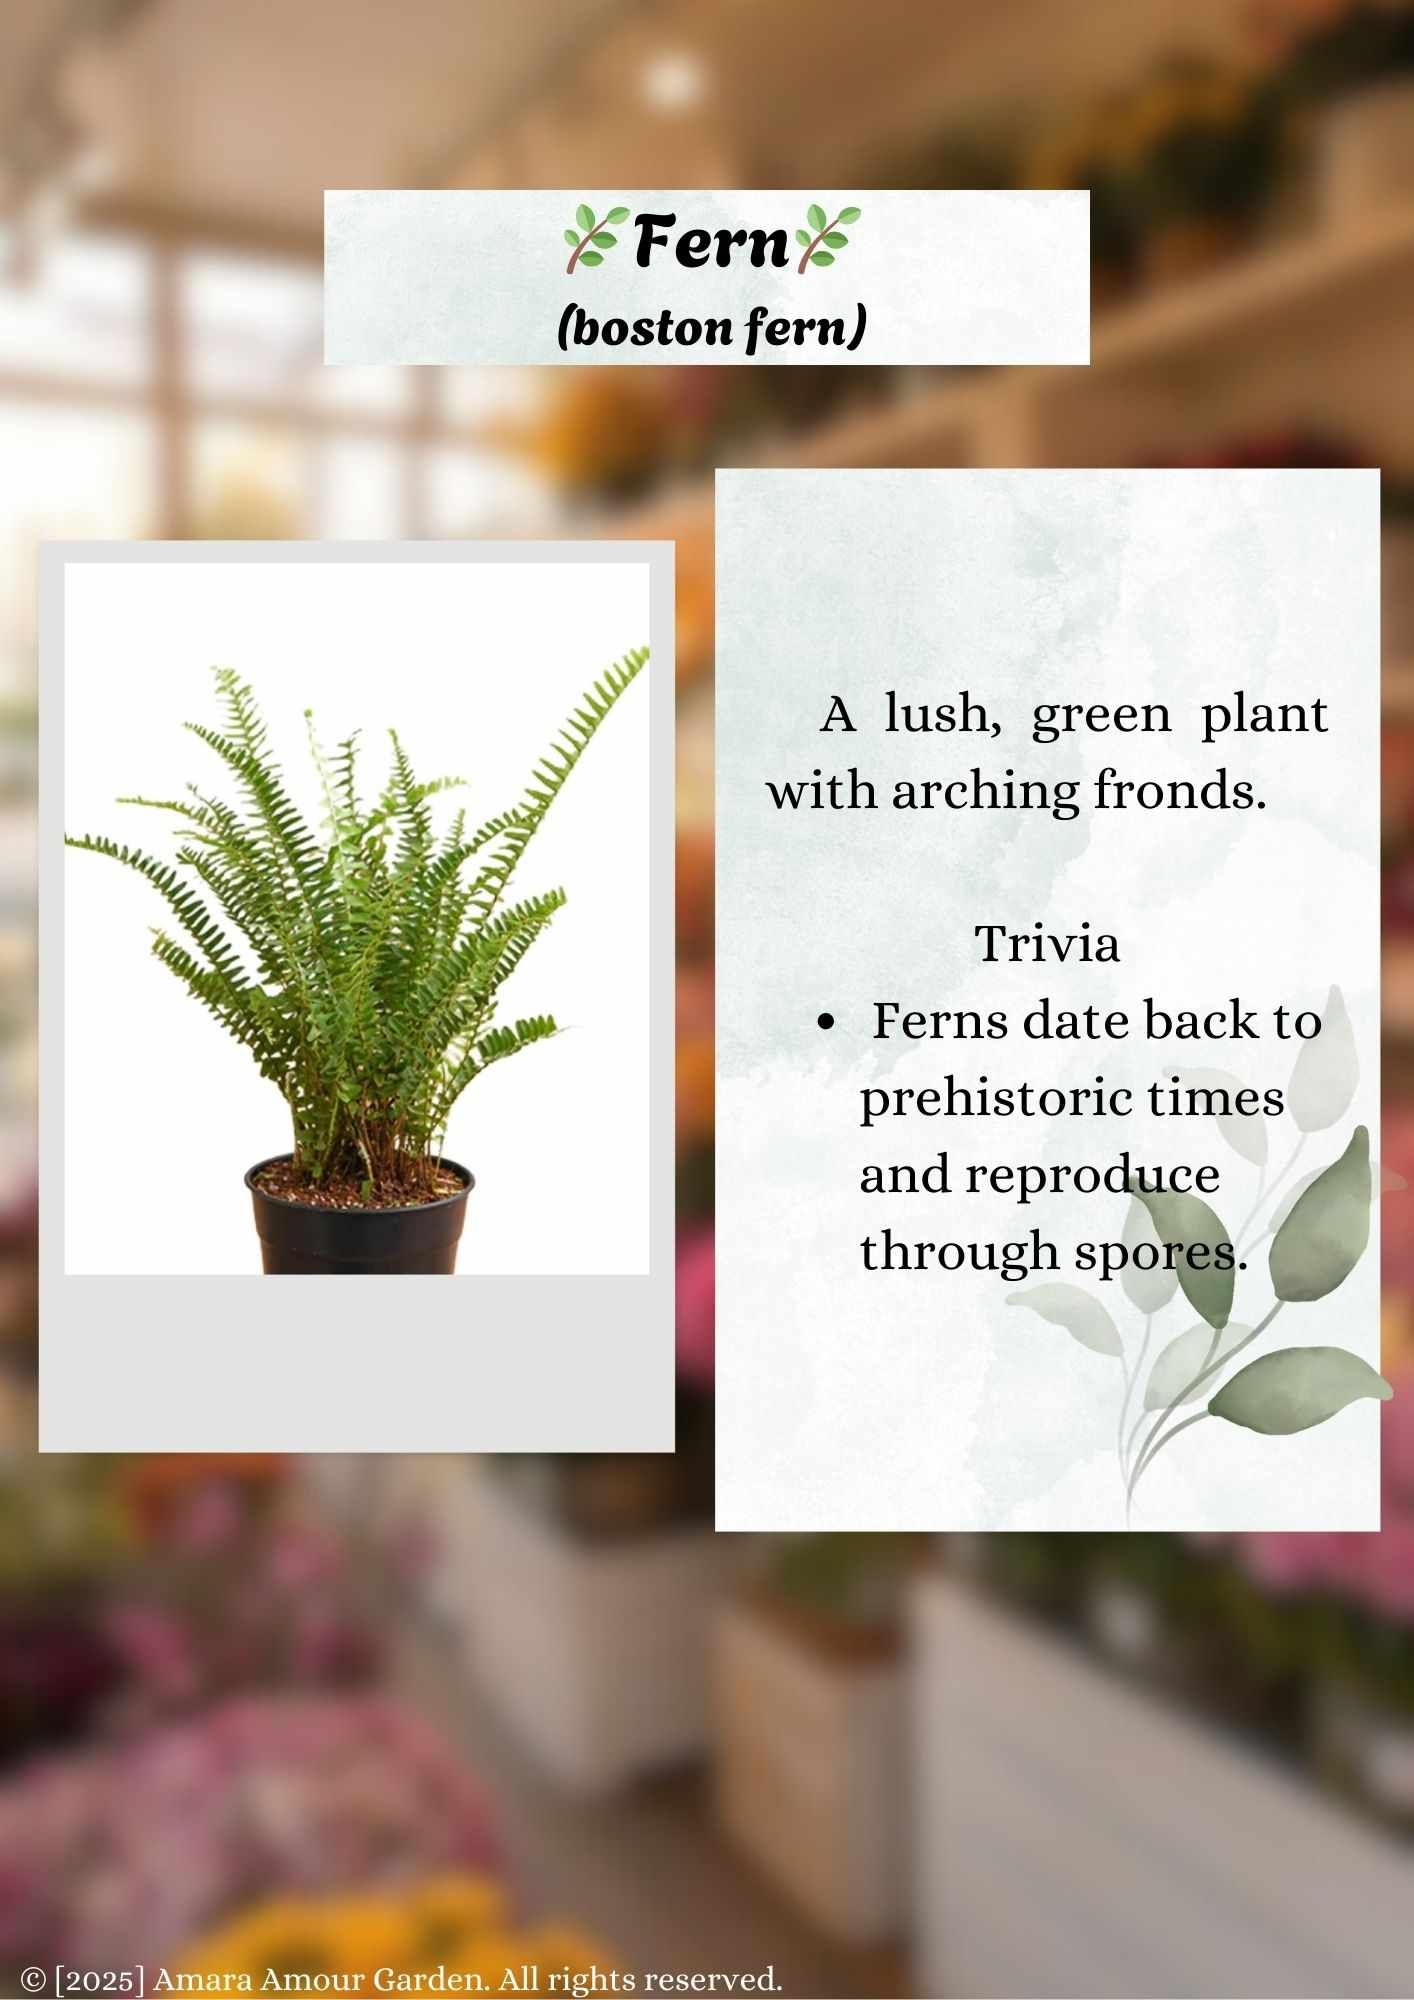 🌿Fern🌿
(boston fern)
A lush, green plant
with arching fronds.
Trivia
• Ferns date back to
prehistoric times
and reproduce
through spores.
© [2025] Amara Amour Garden. All rights reserved.